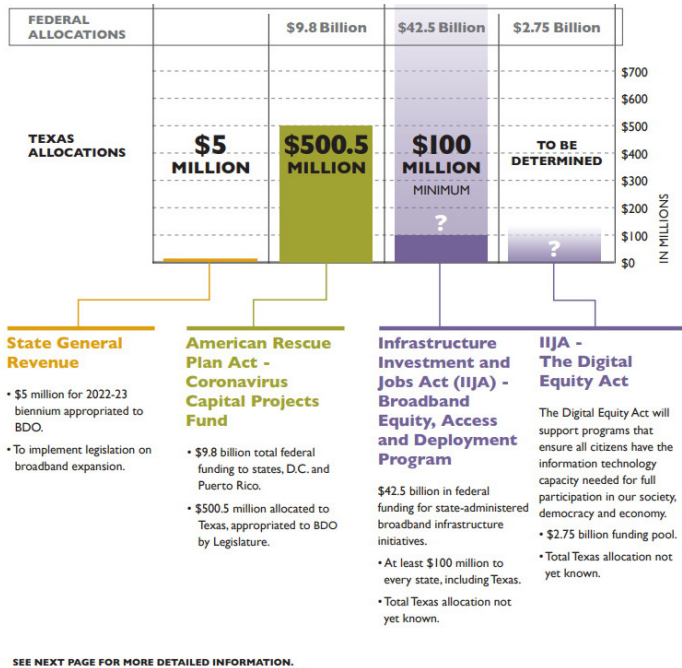 FEDERAL
ALLOCATIONS
$9.8 Billion
$42.5 Billion
$2.75 Billion
$700
$600
$500
$400
$300
$200
$100
$0
IN MILLIONS
TEXAS
ALLOCATIONS
$5
MILLION
$500.5
MILLION
$100
MILLION
MINIMUM
?
TO BE
DETERMINED
?
State General
Revenue
• $5 million for 2022-23
biennium appropriated to
BDO.
• To implement legislation on
broadband expansion.
American Rescue
Plan Act -
Coronavirus
Capital Projects
Fund
• $9.8 billion total federal
funding to states, D.C. and
Puerto Rico.
• $500.5 million allocated to
Texas, appropriated to BDO
by Legislature.
Infrastructure
Investment and
Jobs Act (IIJA) -
Broadband
Equity, Access
and Deployment
Program
$42.5 billion in federal
funding for state-administered
broadband infrastructure
initiatives.
• At least $100 million to
every state, including Texas.
• Total Texas allocation not
yet known.
IIJA -
The Digital
Equity Act
The Digital Equity Act will
support programs that
ensure all citizens have the
information technology
capacity needed for full
participation in our society,
democracy and economy.
• $2.75 billion funding pool.
• Total Texas allocation not
yet known.
SEE NEXT PAGE FOR MORE DETAILED INFORMATION.